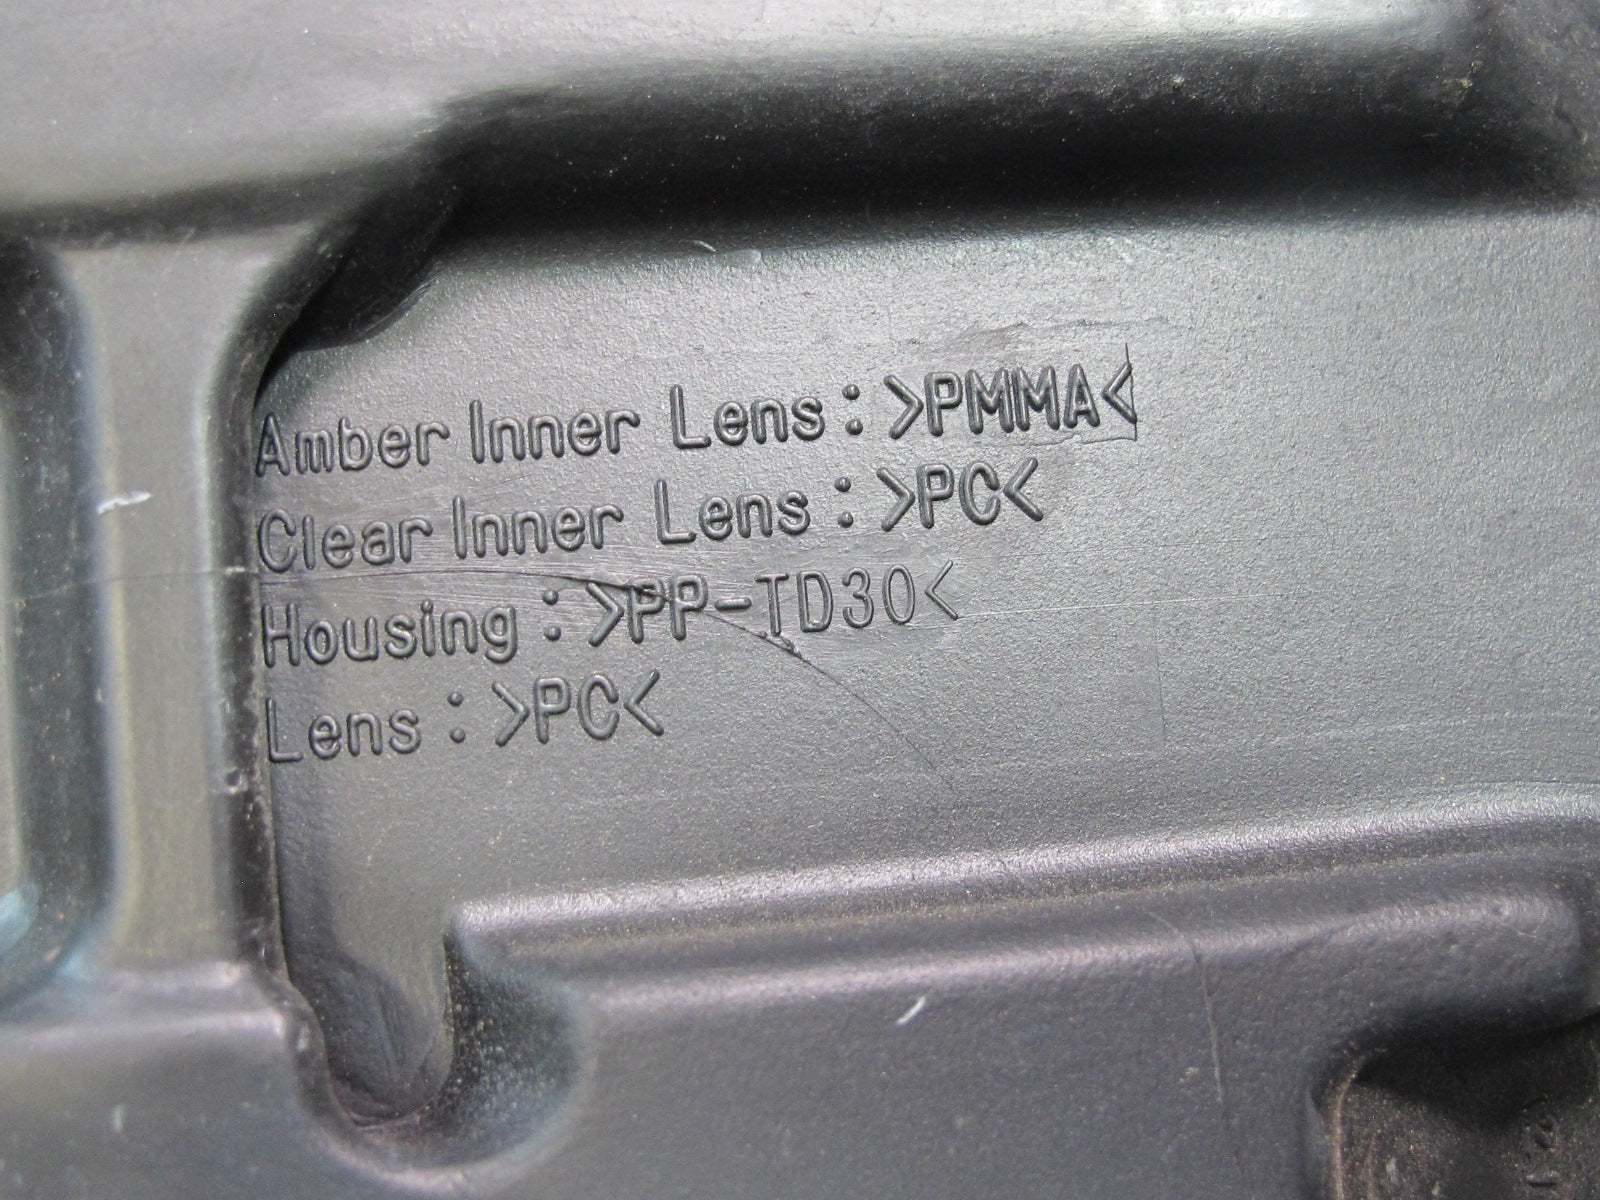 Amber Inner Lens : >PMMA<
Clear Inner Lens : >PC<
Housing : >PP-TD30<
Lens : >PC<